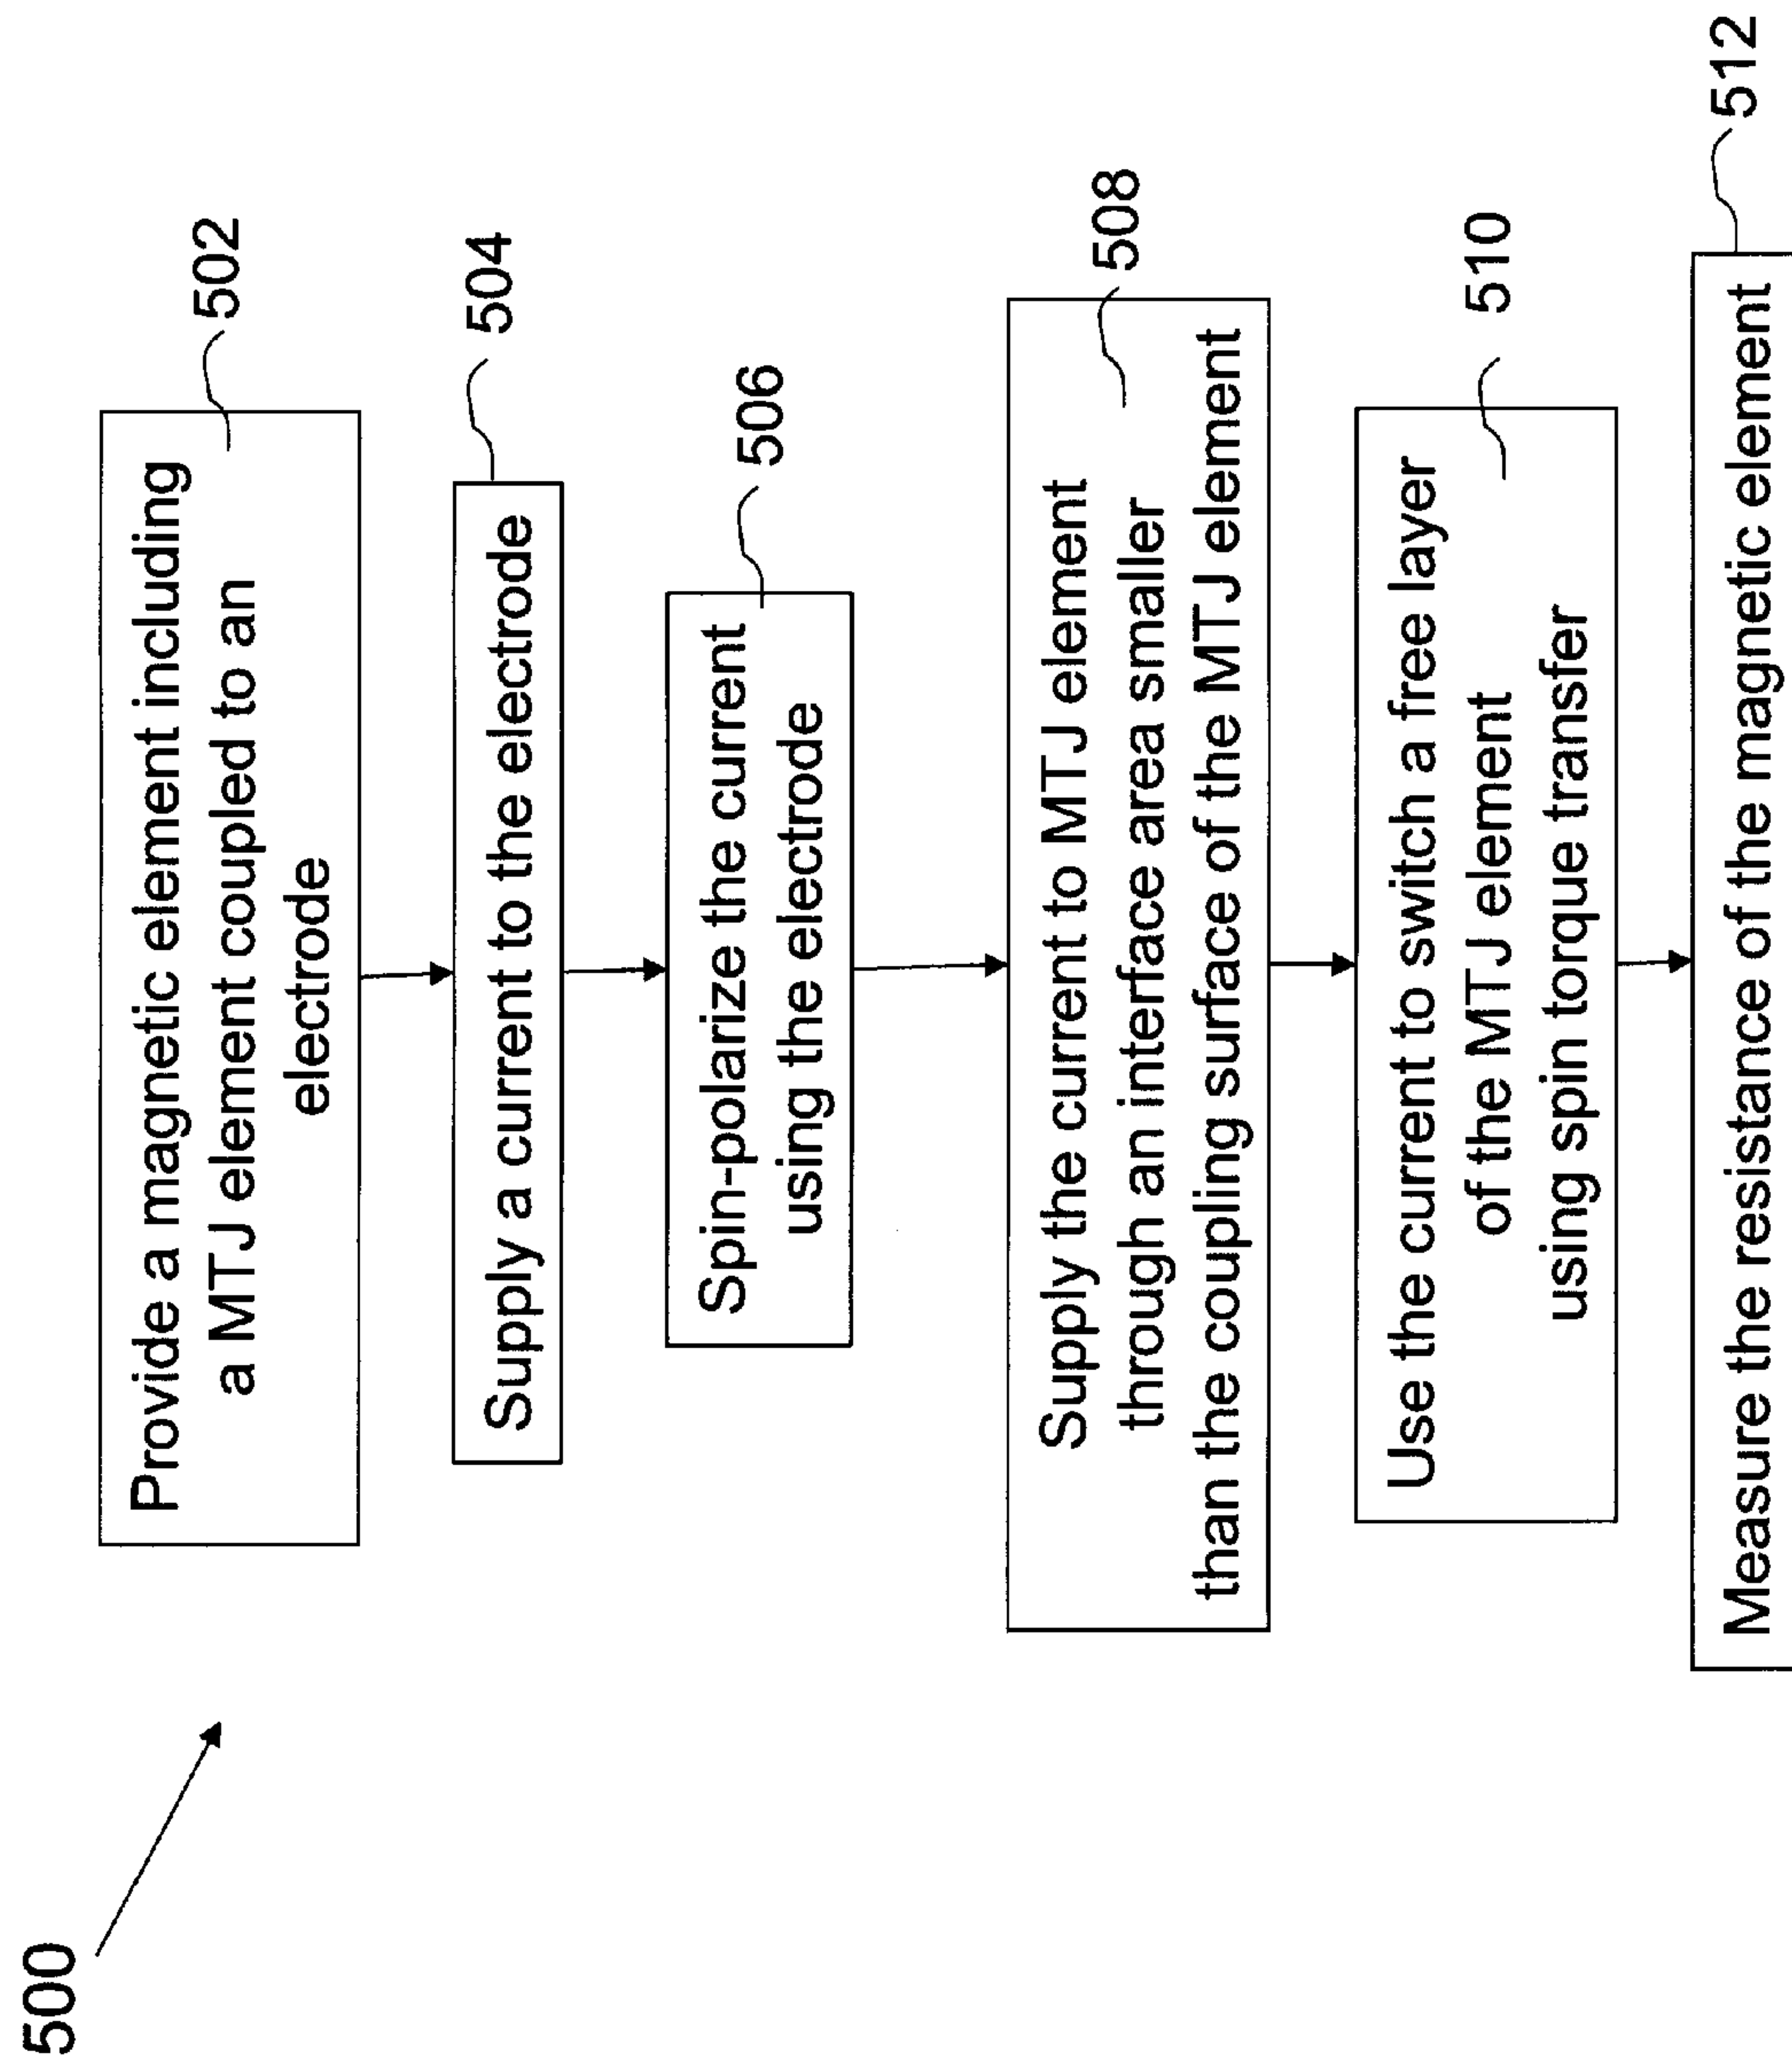 500
Provide a magnetic element including
a MTJ element coupled to an
electrode
502
Supply a current to the electrode
504
Spin-polarize the current
using the electrode
506
Supply the current to MTJ element
through an interface area smaller
than the coupling surface of the MTJ element
508
Use the current to switch a free layer
of the MTJ element
using spin torque transfer
510
Measure the resistance of the magnetic element
512